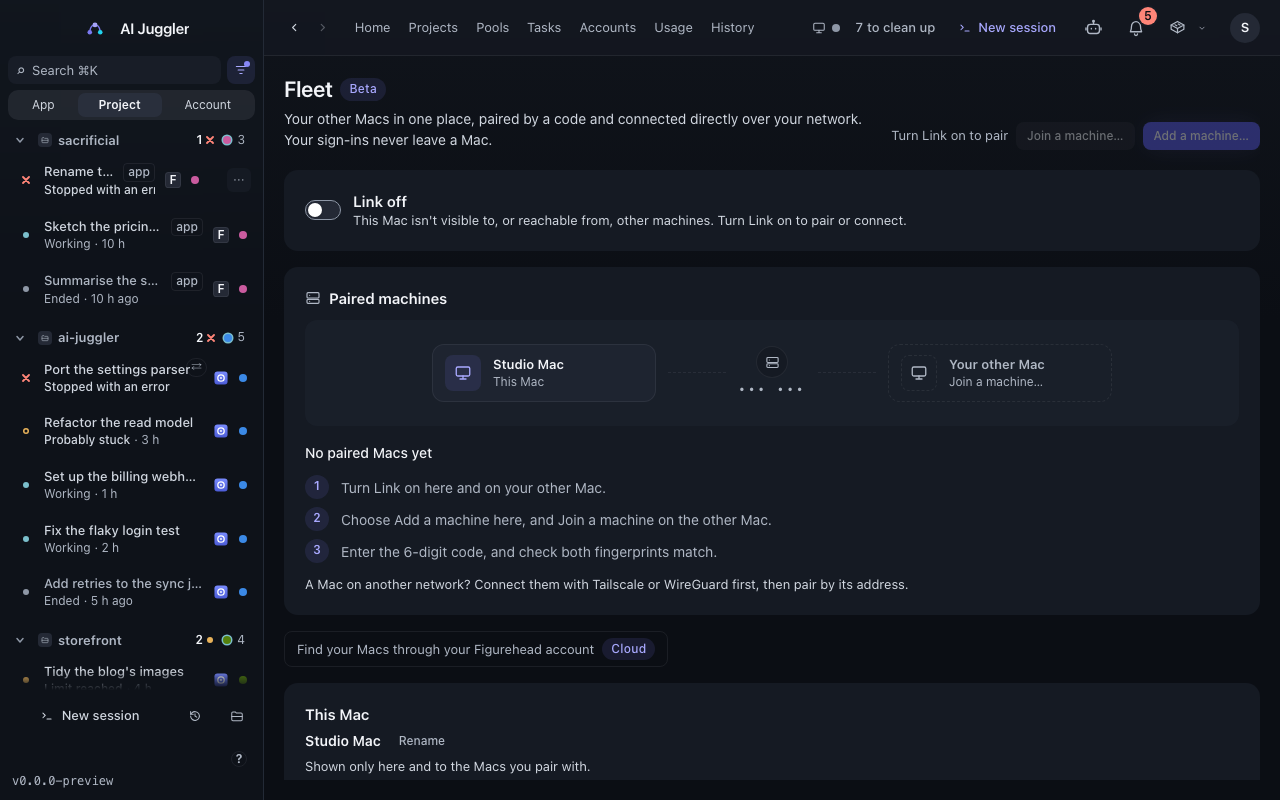 AI Juggler
Search ⌘K
App Project Account
sacrificial 1 3
Rename t... app F
Stopped with an err
Sketch the pricin... app F
Working · 10 h
Summarise the s... app F
Ended · 10 h ago
ai-juggler 2 5
Port the settings parser
Stopped with an error
Refactor the read model
Probably stuck · 3 h
Set up the billing webh...
Working · 1 h
Fix the flaky login test
Working · 2 h
Add retries to the sync j...
Ended · 5 h ago
storefront 2 4
Tidy the blog's images
New session
?
v0.0.0-preview
Home Projects Pools Tasks Accounts Usage History 7 to clean up New session 5 S
Fleet Beta
Your other Macs in one place, paired by a code and connected directly over your network.
Your sign-ins never leave a Mac.
Turn Link on to pair Join a machine... Add a machine...
Link off
This Mac isn't visible to, or reachable from, other machines. Turn Link on to pair or connect.
Paired machines
Studio Mac
This Mac
Your other Mac
Join a machine...
No paired Macs yet
1 Turn Link on here and on your other Mac.
2 Choose Add a machine here, and Join a machine on the other Mac.
3 Enter the 6-digit code, and check both fingerprints match.
A Mac on another network? Connect them with Tailscale or WireGuard first, then pair by its address.
Find your Macs through your Figurehead account Cloud
This Mac
Studio Mac Rename
Shown only here and to the Macs you pair with.